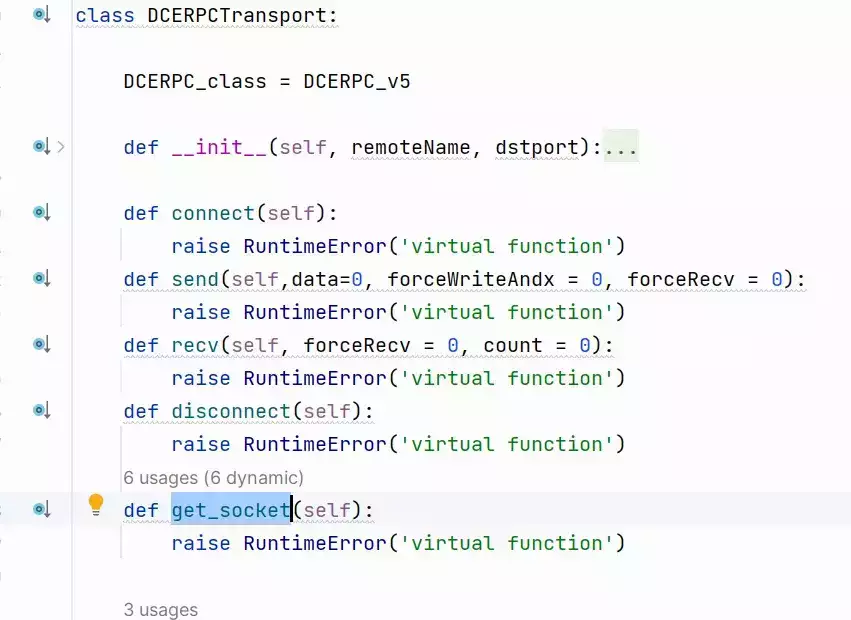 class DCERPCTransport:
DCERPC_class = DCERPC_v5
def __init__(self, remoteName, dstport):...
def connect(self):
raise RuntimeError('virtual function')
def send(self,data=0, forceWriteAndx = 0, forceRecv = 0):
raise RuntimeError('virtual function')
def recv(self, forceRecv = 0, count = 0):
raise RuntimeError('virtual function')
def disconnect(self):
raise RuntimeError('virtual function')
6 usages (6 dynamic)
def get_socket(self):
raise RuntimeError('virtual function')
3 usages